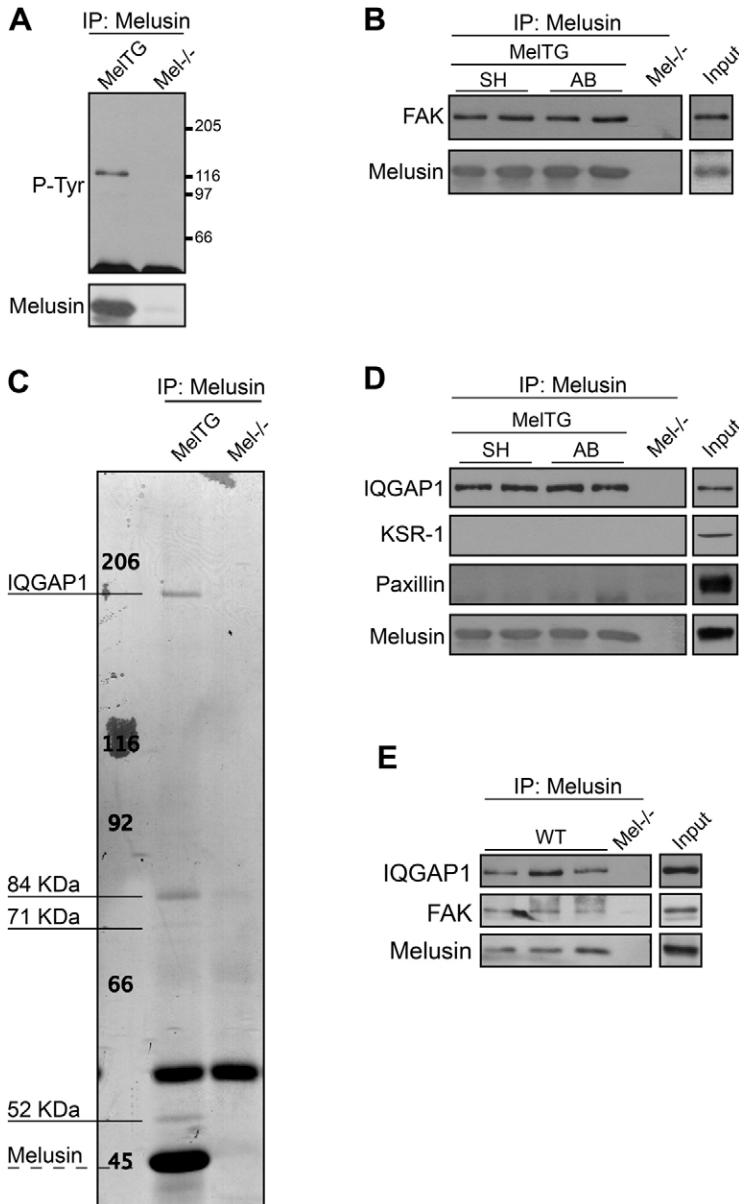 A
IP: Melusin
MelTG Mel-/-
205
P-Tyr
116
97
66
Melusin
B
IP: Melusin
MelTG
SH AB Mel-/- Input
FAK
Melusin
C
IP: Melusin
MelTG Mel-/-
206
IQGAP1
116
92
84 KDa
71 KDa
66
52 KDa
Melusin
45
D
IP: Melusin
MelTG
SH AB Mel-/- Input
IQGAP1
KSR-1
Paxillin
Melusin
E
IP: Melusin
WT Mel-/- Input
IQGAP1
FAK
Melusin